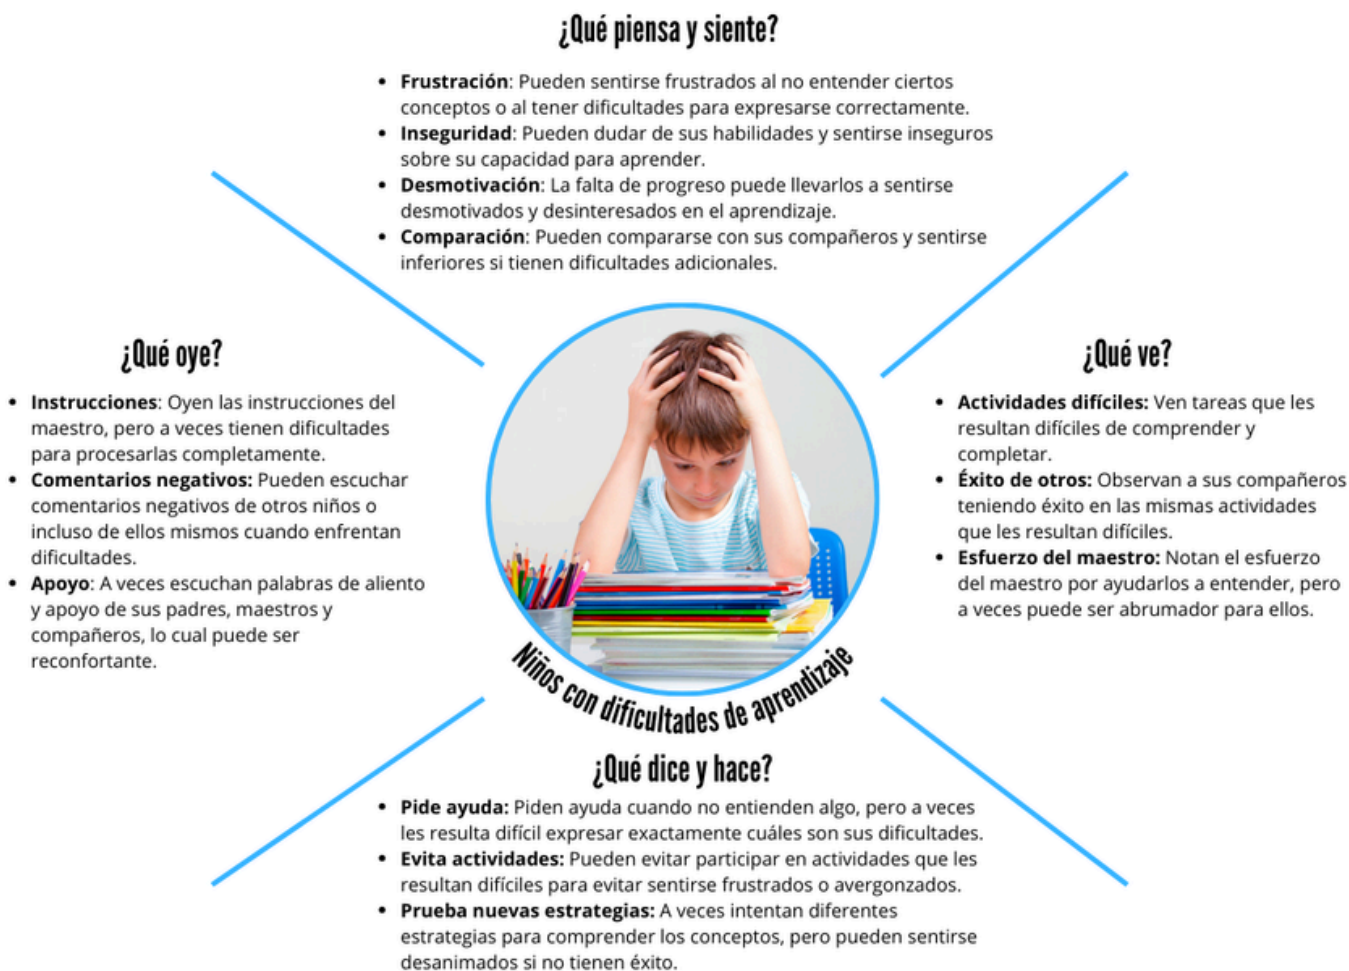 ¿Qué piensa y siente?
• Frustración: Pueden sentirse frustrados al no entender ciertos
conceptos o al tener dificultades para expresarse correctamente.
• Inseguridad: Pueden dudar de sus habilidades y sentirse inseguros
sobre su capacidad para aprender.
• Desmotivación: La falta de progreso puede llevarlos a sentirse
desmotivados y desinteresados en el aprendizaje.
• Comparación: Pueden compararse con sus compañeros y sentirse
inferiores si tienen dificultades adicionales.
¿Qué oye?
• Instrucciones: Oyen las instrucciones del
maestro, pero a veces tienen dificultades
para procesarlas completamente.
• Comentarios negativos: Pueden escuchar
comentarios negativos de otros niños o
incluso de ellos mismos cuando enfrentan
dificultades.
• Apoyo: A veces escuchan palabras de aliento
y apoyo de sus padres, maestros y
compañeros, lo cual puede ser
reconfortante.
¿Qué ve?
• Actividades difíciles: Ven tareas que les
resultan difíciles de comprender y
completar.
• Éxito de otros: Observan a sus compañeros
teniendo éxito en las mismas actividades
que les resultan difíciles.
• Esfuerzo del maestro: Notan el esfuerzo
del maestro por ayudarlos a entender, pero
a veces puede ser abrumador para ellos.
Niños con dificultades de aprendizaje
¿Qué dice y hace?
• Pide ayuda: Piden ayuda cuando no entienden algo, pero a veces
les resulta difícil expresar exactamente cuáles son sus dificultades.
• Evita actividades: Pueden evitar participar en actividades que les
resultan difíciles para evitar sentirse frustrados o avergonzados.
• Prueba nuevas estrategias: A veces intentan diferentes
estrategias para comprender los conceptos, pero pueden sentirse
desanimados si no tienen éxito.